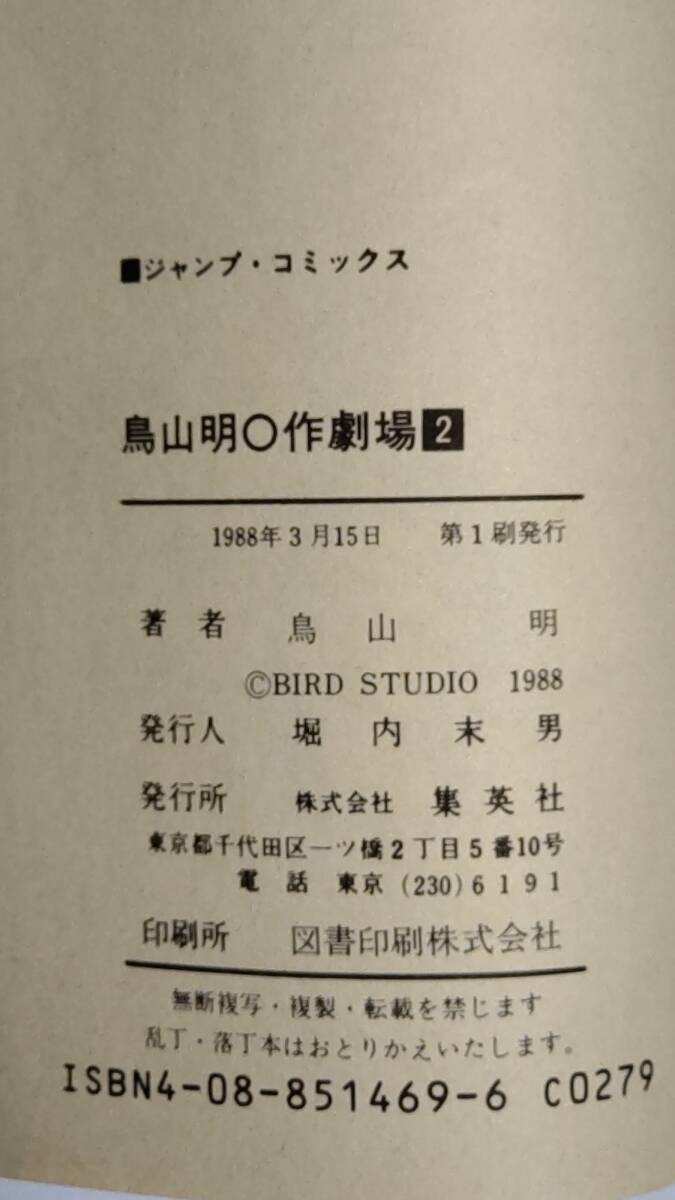 ■ジャンプ・コミックス
鳥山明〇作劇場2
1988年3月15日 第1刷発行
著者 鳥山 明
©BIRD STUDIO 1988
発行人 堀内末男
発行所 株式会社 集英社
東京都千代田区一ツ橋2丁目5番10号
電話 東京 (230) 6191
印刷所 図書印刷株式会社
無断複写・複製・転載を禁じます
乱丁・落丁本はおとりかえいたします。
ISBN4-08-851469-6 C0279